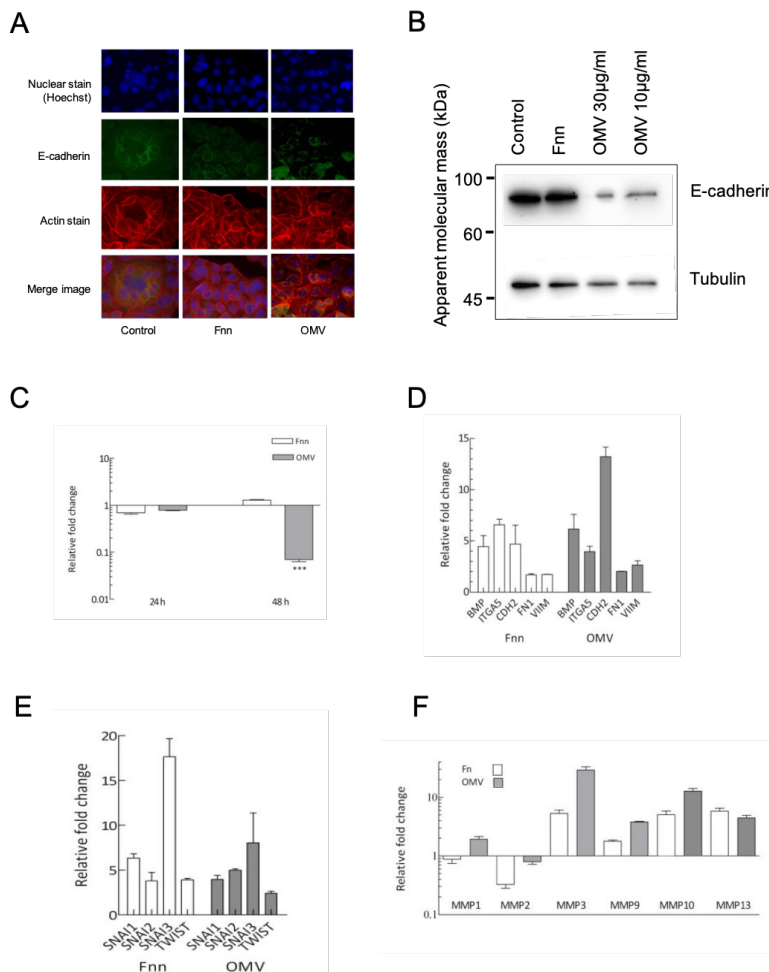 A
Nuclear stain
(Hoechst)
E-cadherin
Actin stain
Merge image
Control
Fnn
OMV
B
Apparent molecular mass (kDa)
Control
Fnn
OMV 30µg/ml
OMV 10µg/ml
100
60
45
E-cadherin
Tubulin
C
Relative fold change
10
1
0.1
0.01
Fnn
OMV
***
24 h
48 h
D
Relative fold change
15
10
5
0
BMP
ITGA5
CDH2
FN1
VIIM
BMP
ITGA5
CDH2
FN1
VIIM
Fnn
OMV
E
Relative fold change
20
15
10
5
0
SNAI1
SNAI2
SNAI3
TWIST
SNAI1
SNAI2
SNAI3
TWIST
Fnn
OMV
F
Relative fold change
Fn
OMV
10
1
0.1
MMP1
MMP2
MMP3
MMP9
MMP10
MMP13